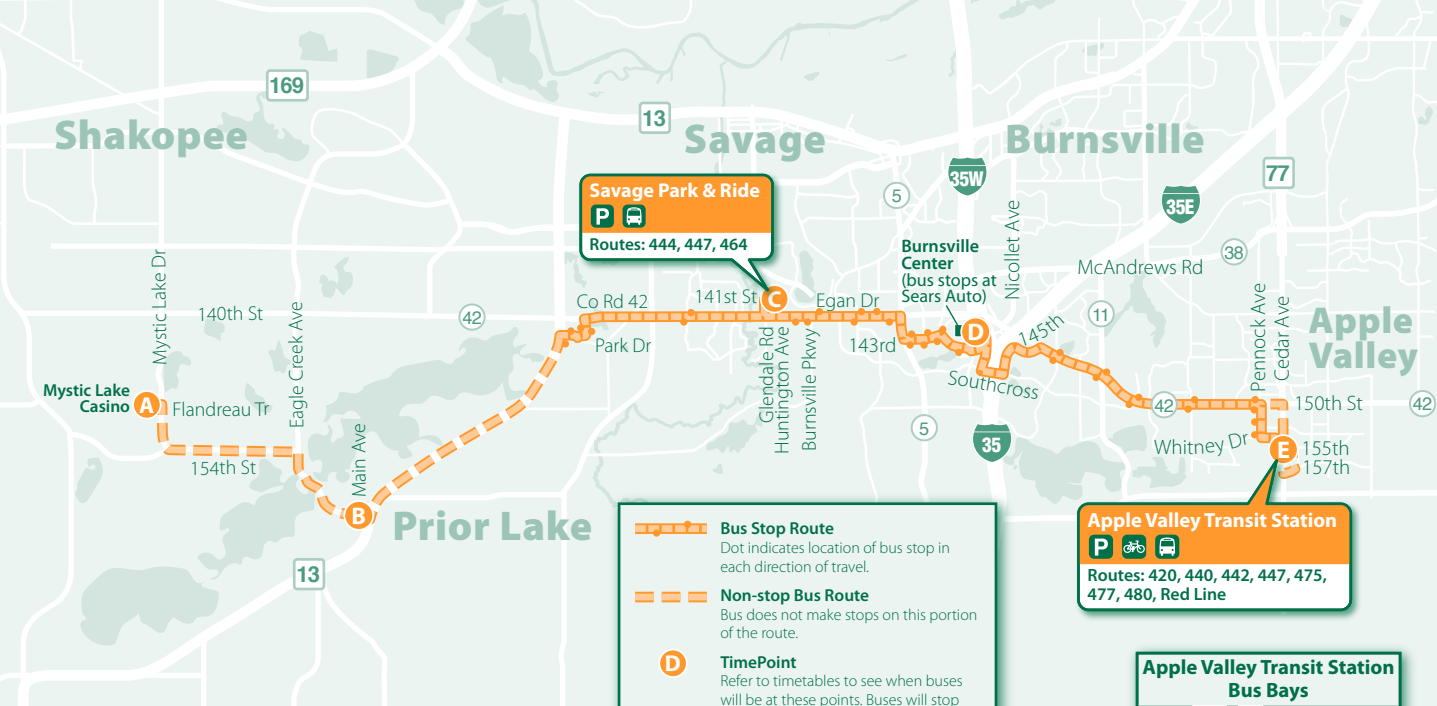 169
13
Shakopee
Savage
Burnsville
35W
77
35E
5
Savage Park & Ride
P
Routes: 444, 447, 464
Burnsville
Center
(bus stops at
Sears Auto)
Nicollet Ave
McAndrews Rd
38
Mystic Lake Dr
140th St
Eagle Creek Ave
42
Co Rd 42
141st St
C
Egan Dr
Park Dr
Glendale Rd
Huntington Ave
Burnsville Pkwy
143rd
D
145th
11
Pennock Ave
Cedar Ave
Apple
Valley
Southcross
Mystic Lake
Casino
A
Flandreau Tr
154th St
Main Ave
B
Prior Lake
13
5
35
42
150th St
42
Whitney Dr
E
155th
157th
Apple Valley Transit Station
P
Routes: 420, 440, 442, 447, 475,
477, 480, Red Line
Bus Stop Route
Dot indicates location of bus stop in
each direction of travel.
Non-stop Bus Route
Bus does not make stops on this portion
of the route.
D
TimePoint
Refer to timetables to see when buses
will be at these points. Buses will stop
Apple Valley Transit Station
Bus Bays